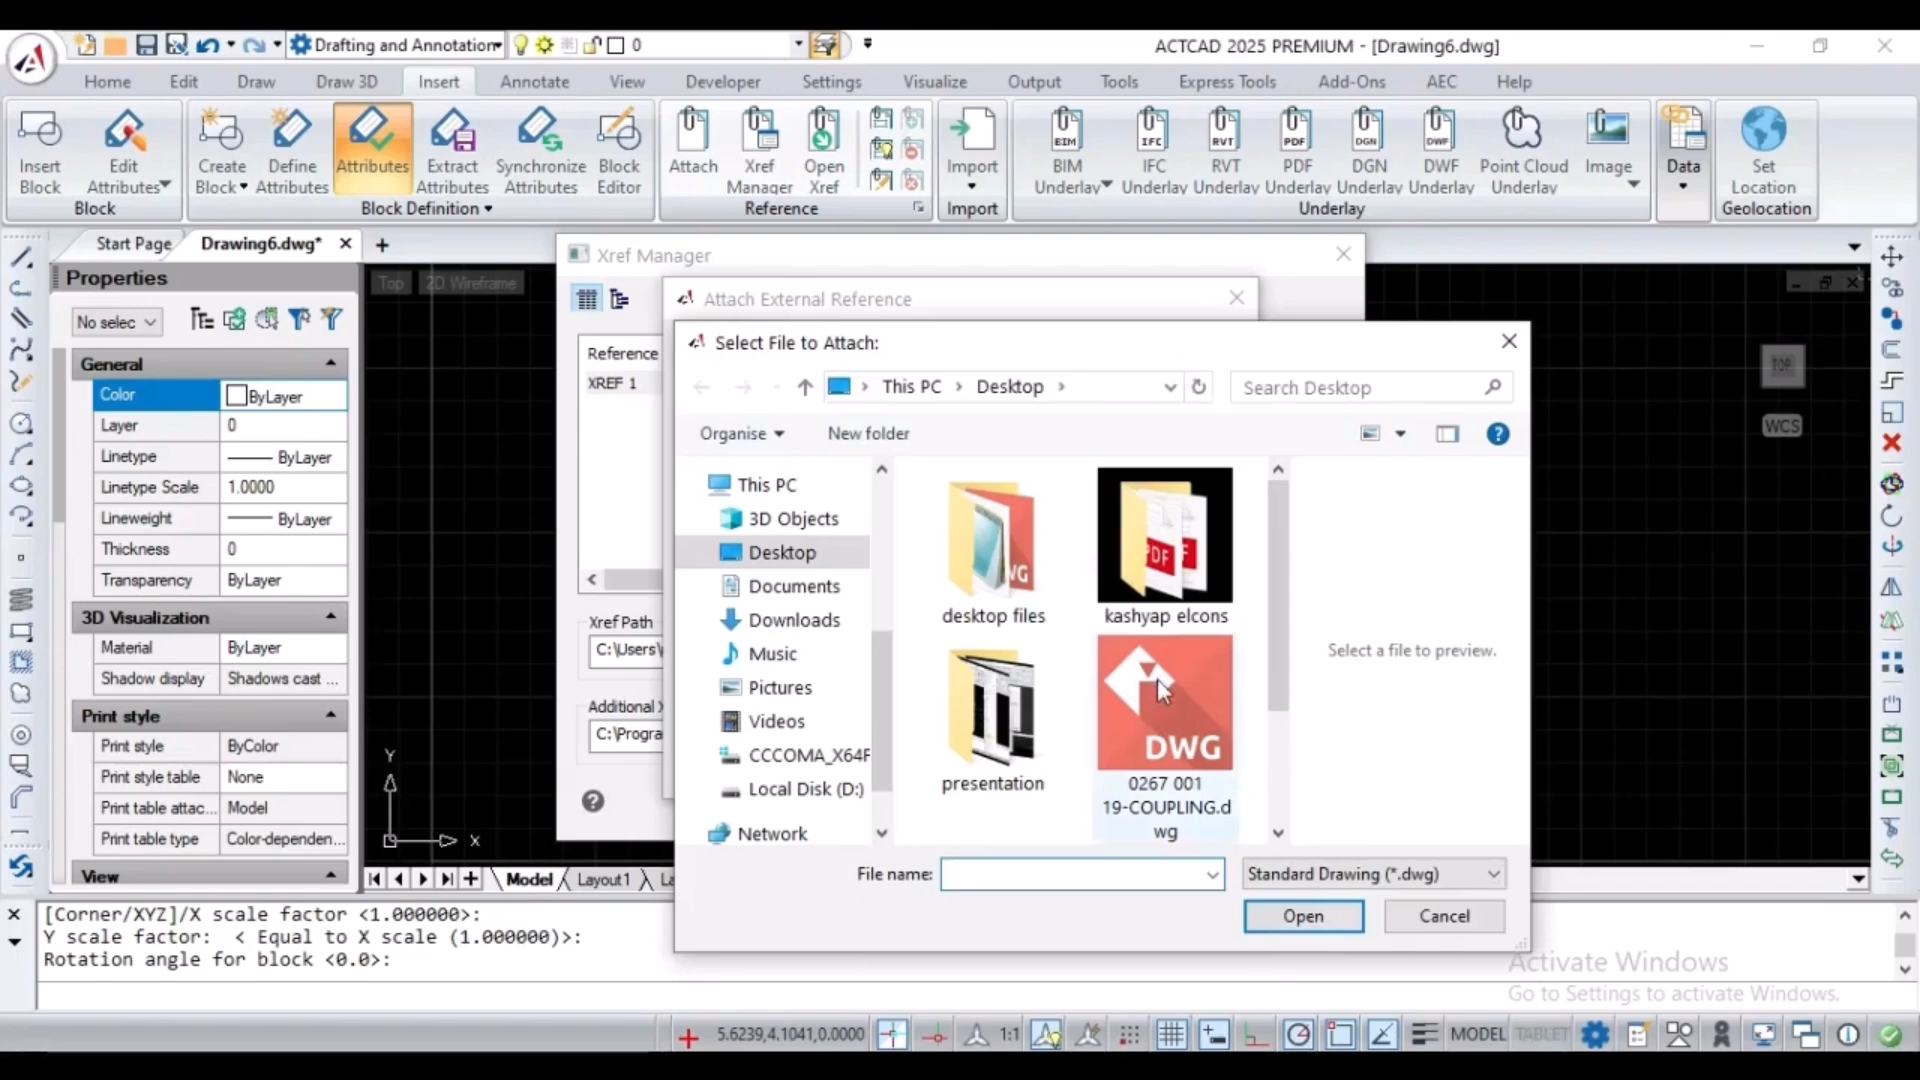 Drafting and Annotation
0
ACTCAD 2025 PREMIUM - [Drawing6.dwg]
Home Edit Draw Draw 3D Insert Annotate View Developer Settings Visualize Output Tools Express Tools Add-Ons AEC Help
Insert Block
Edit Attributes
Create Block
Define Attributes
Attributes
Extract Attributes
Synchronize Attributes
Block Editor
Attach
Xref Manager
Open Xref
Import
BIM Underlay
IFC Underlay
RVT Underlay
PDF Underlay
DGN Underlay
DWF Underlay
Point Cloud Underlay
Image
Data
Set Location
Block
Block Definition
Reference
Import
Underlay
Geolocation
Start Page
Drawing6.dwg*
Properties
No selec
General
Color ByLayer
Layer 0
Linetype ByLayer
Linetype Scale 1.0000
Lineweight ByLayer
Thickness 0
Transparency ByLayer
3D Visualization
Material ByLayer
Shadow display Shadows cast ...
Print style
Print style ByColor
Print style table None
Print table attac... Model
Print table type Color-dependen...
View
Top
2D Wireframe
Y
X
TOP
WCS
Xref Manager
Reference
XREF 1
Xref Path
C:\Users\
Additional X
C:\Progra
Attach External Reference
Select File to Attach:
This PC > Desktop >
Search Desktop
Organise
New folder
This PC
3D Objects
Desktop
Documents
Downloads
Music
Pictures
Videos
CCCOMA_X64F
Local Disk (D:)
Network
desktop files
PDF
kashyap elcons
presentation
DWG
0267 001
19-COUPLING.d
wg
Select a file to preview.
File name:
Standard Drawing (*.dwg)
Open
Cancel
Model
Layout1
La
[Corner/XYZ]/X scale factor <1.000000>:
Y scale factor: < Equal to X scale (1.000000)>:
Rotation angle for block <0.0>:
Activate Windows
Go to Settings to activate Windows.
5.6239,4.1041,0.0000
1:1
MODEL
TABLET